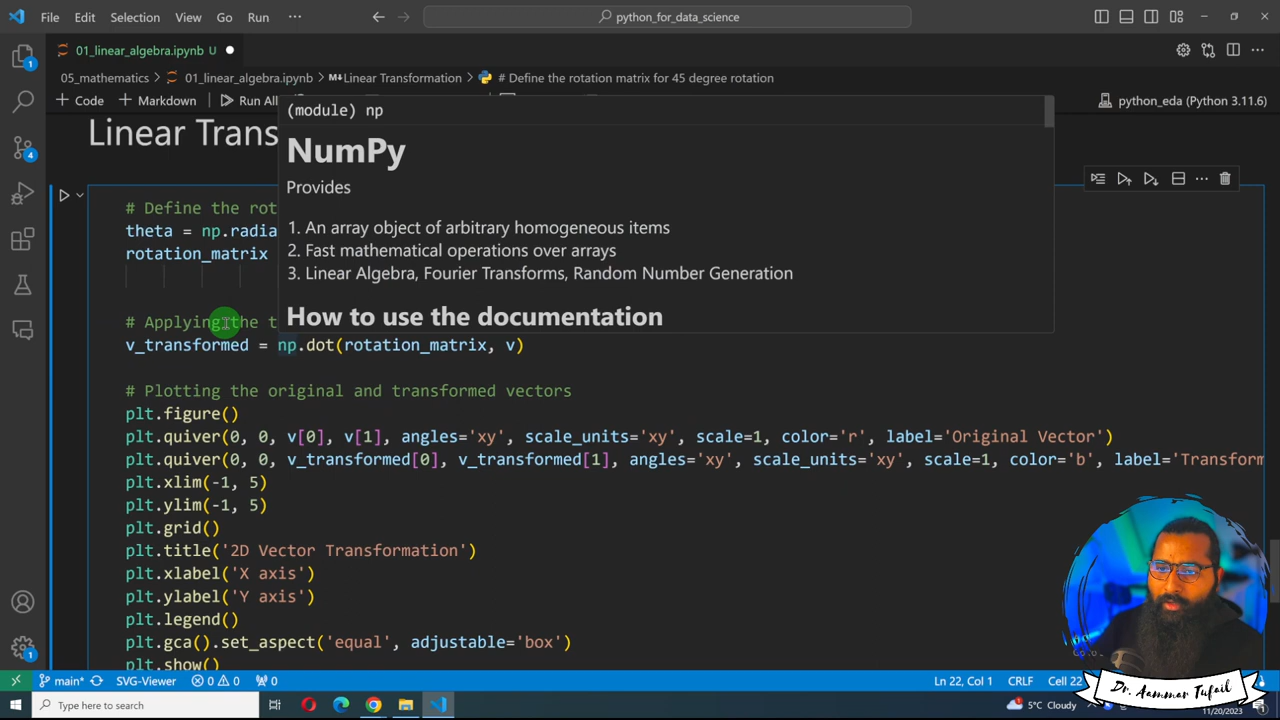 File Edit Selection View Go Run ···
python_for_data_science
01_linear_algebra.ipynb U
05_mathematics > 01_linear_algebra.ipynb > M↓Linear Transformation > # Define the rotation matrix for 45 degree rotation
+ Code + Markdown Run All
python_eda (Python 3.11.6)
Linear Trans
(module) np
NumPy
Provides
1. An array object of arbitrary homogeneous items
2. Fast mathematical operations over arrays
3. Linear Algebra, Fourier Transforms, Random Number Generation
How to use the documentation
# Define the rot
theta = np.radia
rotation_matrix
# Applying the t
v_transformed = np.dot(rotation_matrix, v)
# Plotting the original and transformed vectors
plt.figure()
plt.quiver(0, 0, v[0], v[1], angles='xy', scale_units='xy', scale=1, color='r', label='Original Vector')
plt.quiver(0, 0, v_transformed[0], v_transformed[1], angles='xy', scale_units='xy', scale=1, color='b', label='Transform
plt.xlim(-1, 5)
plt.ylim(-1, 5)
plt.grid()
plt.title('2D Vector Transformation')
plt.xlabel('X axis')
plt.ylabel('Y axis')
plt.legend()
plt.gca().set_aspect('equal', adjustable='box')
plt.show()
1
4
1
main* SVG-Viewer 0 0 0
Ln 22, Col 1 CRLF Cell 22
Dr. Aammar Tufail
Type here to search
5°C Cloudy
11/20/2023